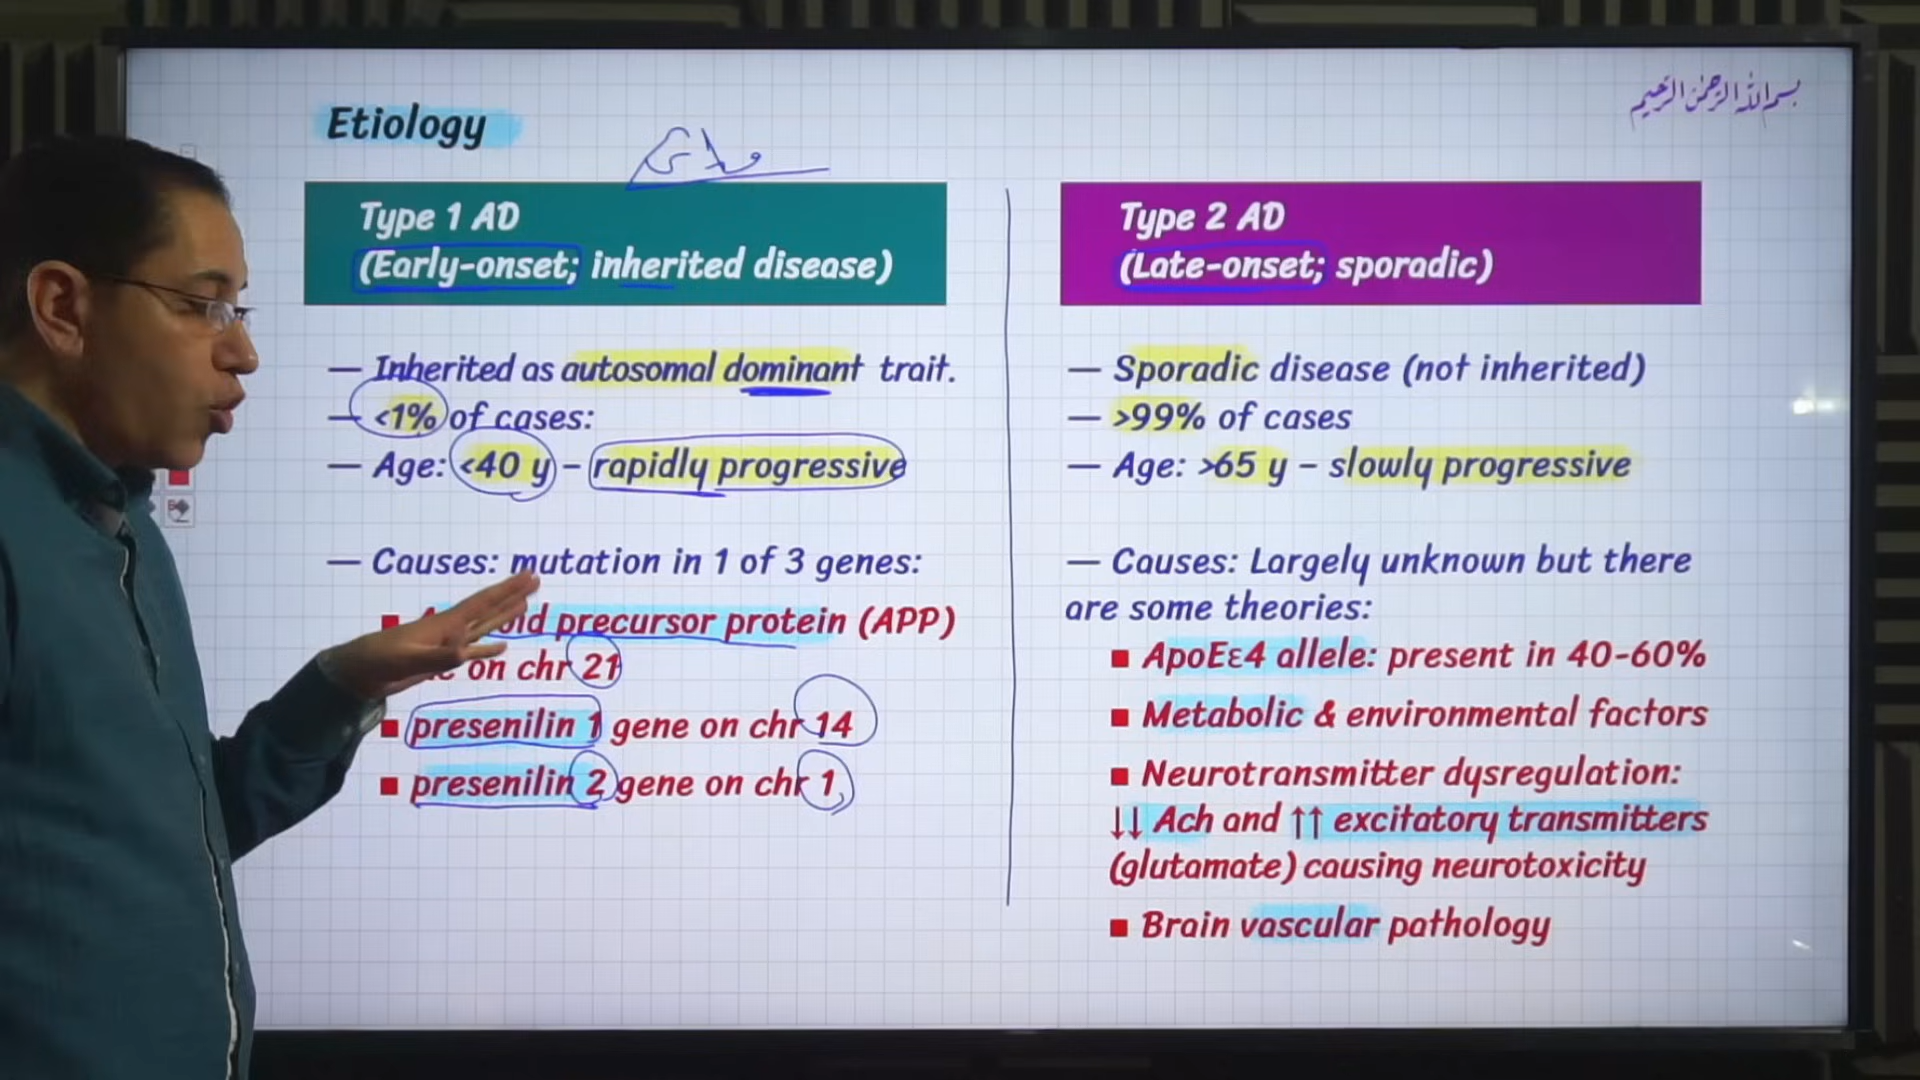 بسم الله الرحمن الرحيم
Etiology
Type 1 AD
(Early-onset; inherited disease)
— Inherited as autosomal dominant trait.
— <1% of cases:
— Age: <40 y – rapidly progressive
— Causes: mutation in 1 of 3 genes:
■ precursor protein (APP)
on chr 21
■ presenilin 1 gene on chr 14
■ presenilin 2 gene on chr 1
Type 2 AD
(Late-onset; sporadic)
— Sporadic disease (not inherited)
— >99% of cases
— Age: >65 y – slowly progressive
— Causes: Largely unknown but there
are some theories:
■ ApoEε4 allele: present in 40-60%
■ Metabolic & environmental factors
■ Neurotransmitter dysregulation:
↓↓ Ach and ↑↑ excitatory transmitters
(glutamate) causing neurotoxicity
■ Brain vascular pathology